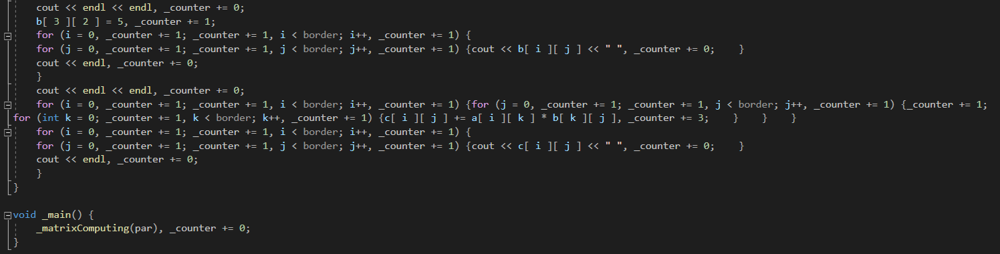 cout << endl << endl, _counter += 0;
b[ 3 ][ 2 ] = 5, _counter += 1;
for (i = 0, _counter += 1; _counter += 1, i < border; i++, _counter += 1) {
for (j = 0, _counter += 1; _counter += 1, j < border; j++, _counter += 1) {cout << b[ i ][ j ] << " ", _counter += 0;    }
cout << endl, _counter += 0;
}
cout << endl << endl, _counter += 0;
for (i = 0, _counter += 1; _counter += 1, i < border; i++, _counter += 1) {for (j = 0, _counter += 1; _counter += 1, j < border; j++, _counter += 1) {_counter += 1;
for (int k = 0; _counter += 1, k < border; k++, _counter += 1) {c[ i ][ j ] += a[ i ][ k ] * b[ k ][ j ], _counter += 3;    }    }    }
for (i = 0, _counter += 1; _counter += 1, i < border; i++, _counter += 1) {
for (j = 0, _counter += 1; _counter += 1, j < border; j++, _counter += 1) {cout << c[ i ][ j ] << " ", _counter += 0;    }
cout << endl, _counter += 0;
}
}
void _main() {
_matrixComputing(par), _counter += 0;
}